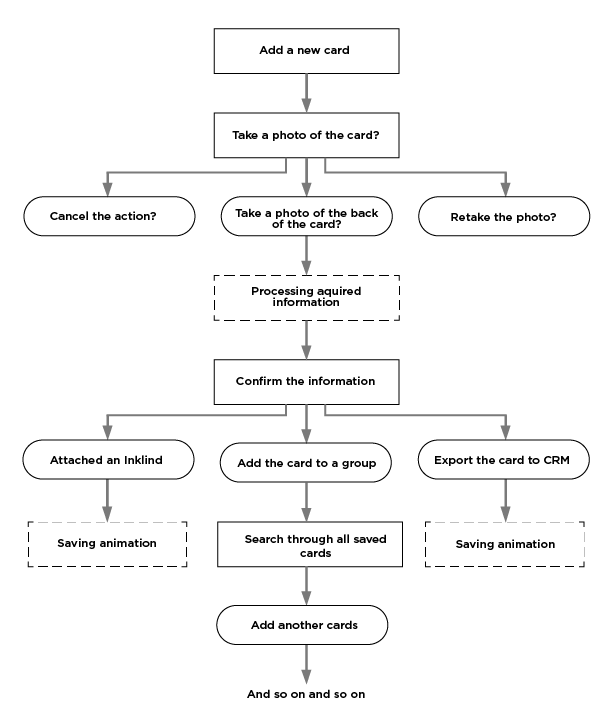 Add a new card
Take a photo of the card?
Cancel the action?
Take a photo of the back
of the card?
Retake the photo?
Processing aquired
information
Confirm the information
Attached an Inklind
Add the card to a group
Export the card to CRM
Saving animation
Search through all saved
cards
Saving animation
Add another cards
And so on and so on